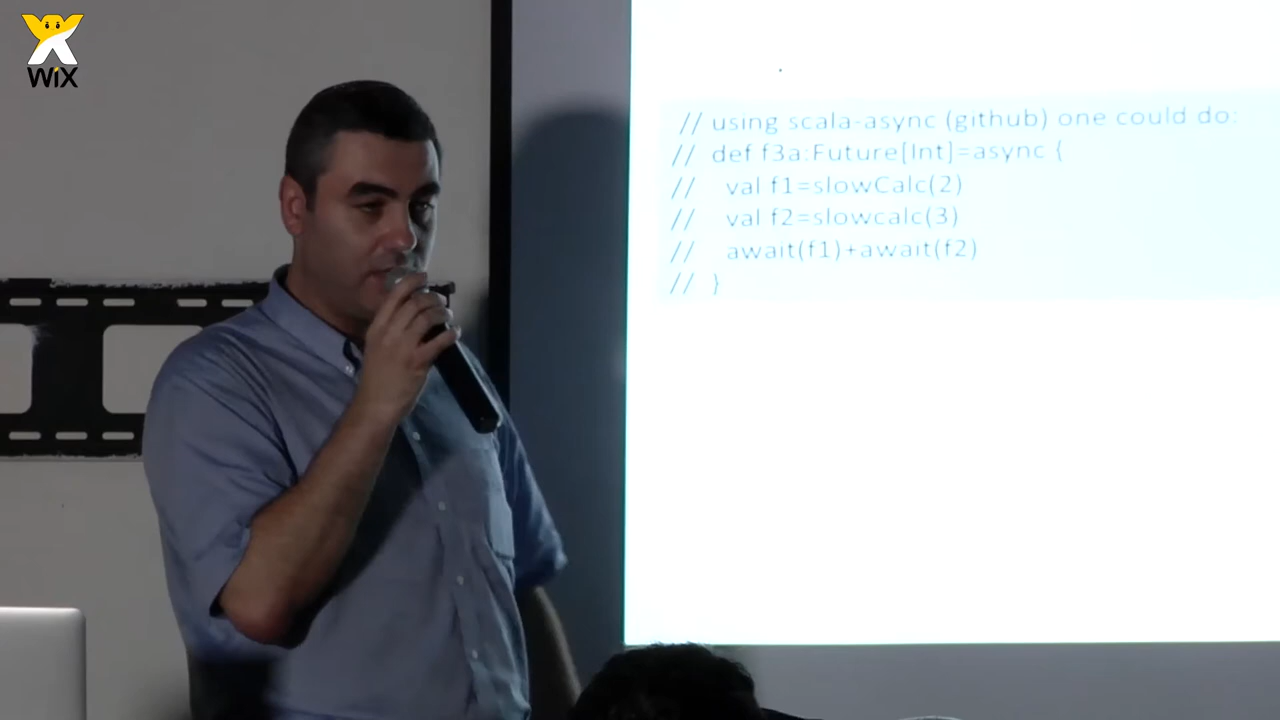 WiX
// using scala-async (github) one could do:
// def f3a:Future[Int]=async {
// val f1=slowCalc(2)
// val f2=slowcalc(3)
// await(f1)+await(f2)
// }